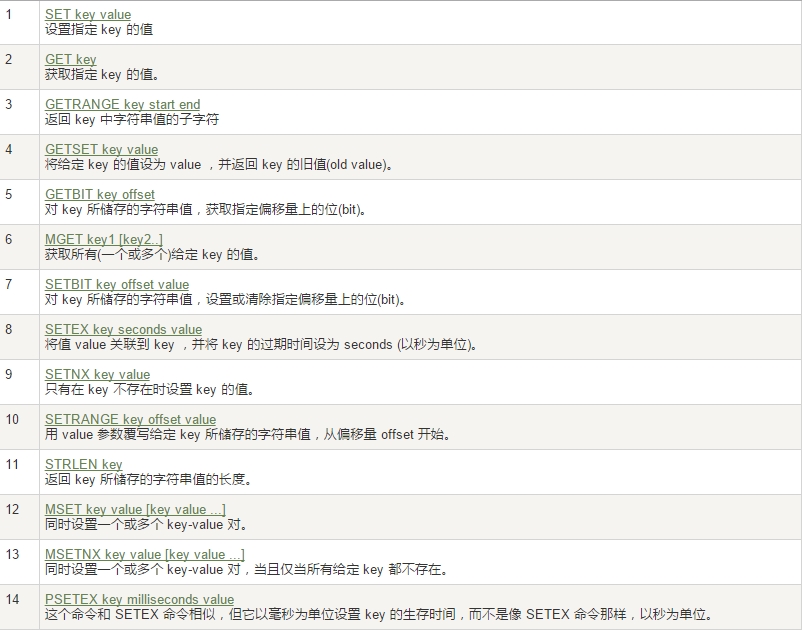 1
SET key value
设置指定 key 的值
2
GET key
获取指定 key 的值。
3
GETRANGE key start end
返回 key 中字符串值的子字符
4
GETSET key value
将给定 key 的值设为 value ，并返回 key 的旧值(old value)。
5
GETBIT key offset
对 key 所储存的字符串值，获取指定偏移量上的位(bit)。
6
MGET key1 [key2..]
获取所有(一个或多个)给定 key 的值。
7
SETBIT key offset value
对 key 所储存的字符串值，设置或清除指定偏移量上的位(bit)。
8
SETEX key seconds value
将值 value 关联到 key ，并将 key 的过期时间设为 seconds (以秒为单位)。
9
SETNX key value
只有在 key 不存在时设置 key 的值。
10
SETRANGE key offset value
用 value 参数覆写给定 key 所储存的字符串值，从偏移量 offset 开始。
11
STRLEN key
返回 key 所储存的字符串值的长度。
12
MSET key value [key value ...]
同时设置一个或多个 key-value 对。
13
MSETNX key value [key value ...]
同时设置一个或多个 key-value 对，当且仅当所有给定 key 都不存在。
14
PSETEX key milliseconds value
这个命令和 SETEX 命令相似，但它以毫秒为单位设置 key 的生存时间，而不是像 SETEX 命令那样，以秒为单位。